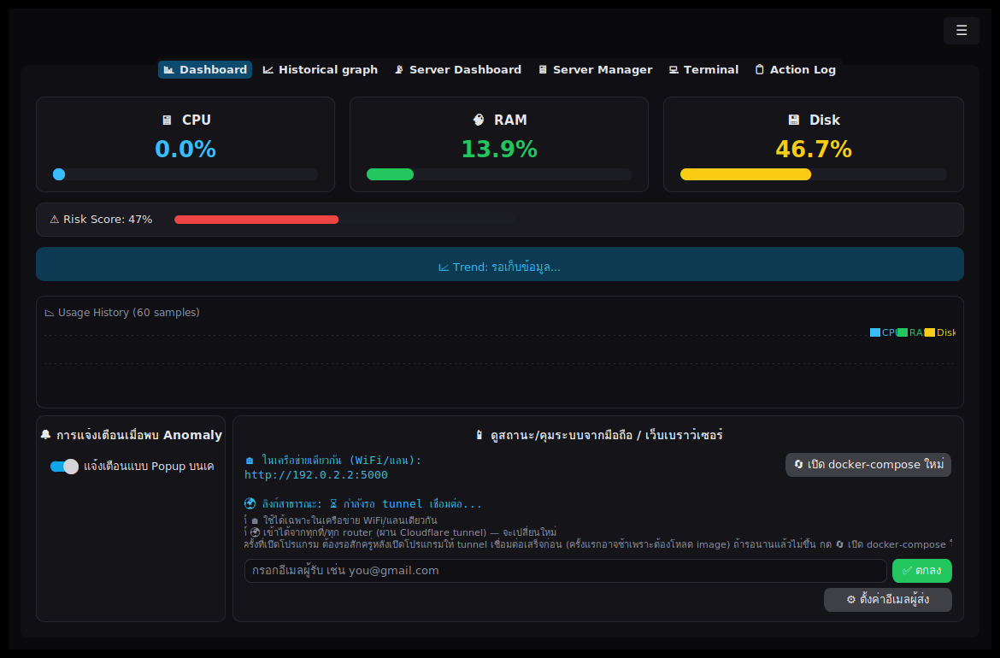 ☰
Dashboard
Historical graph
Server Dashboard
Server Manager
Terminal
Action Log
CPU
0.0%
RAM
13.9%
Disk
46.7%
⚠ Risk Score: 47%
Trend: รอเก็บข้อมูล...
Usage History (60 samples)
CPU
RA
Disk
🔔 การแจ้งเตือนเมื่อพบ Anomaly
แจ้งเตือนแบบ Popup บนเค
📱 ดูสถานะ/คุมระบบจากมือถือ / เว็บเบราว์เซอร์
🏠 ในเครือข่ายเดียวกัน (WiFi/แลน):
http://192.0.2.2:5000
🔄 เปิด docker-compose ใหม่
🌍 ลิงก์สาธารณะ: ⏳ กำลังรอ tunnel เชื่อมต่อ...
🏠 ใช้ได้เฉพาะในเครือข่าย WiFi/แลนเดียวกัน
🌍 เข้าได้จากทุกที่/ทุก router (ผ่าน Cloudflare tunnel) — จะเปลี่ยนใหม่
ครั้งที่เปิดโปรแกรม ต้องรอสักครู่หลังเปิดโปรแกรมให้ tunnel เชื่อมต่อเสร็จก่อน (ครั้งแรกอาจช้าเพราะต้องโหลด image) ถ้ารอนานแล้วไม่ขึ้น กด 🔄 เปิด docker-compose
กรอกอีเมลผู้รับ เช่น you@gmail.com
✅ ตกลง
⚙ ตั้งค่าอีเมลผู้ส่ง